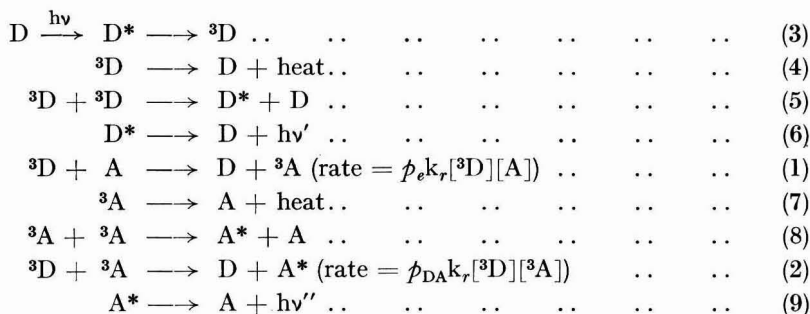 hν
D ⟶ D* ⟶ ³D .. .. .. .. .. .. .. (3)
³D ⟶ D + heat.. .. .. .. .. .. (4)
³D + ³D ⟶ D* + D .. .. .. .. .. .. (5)
D* ⟶ D + hν′ .. .. .. .. .. .. (6)
³D + A ⟶ D + ³A (rate = pₑkᵣ[³D][A]) .. .. .. .. (1)
³A ⟶ A + heat.. .. .. .. .. .. (7)
³A + ³A ⟶ A* + A .. .. .. .. .. .. (8)
³D + ³A ⟶ D + A* (rate = p_DA kᵣ[³D][³A]) .. .. .. (2)
A* ⟶ A + hν″ .. .. .. .. .. .. (9)